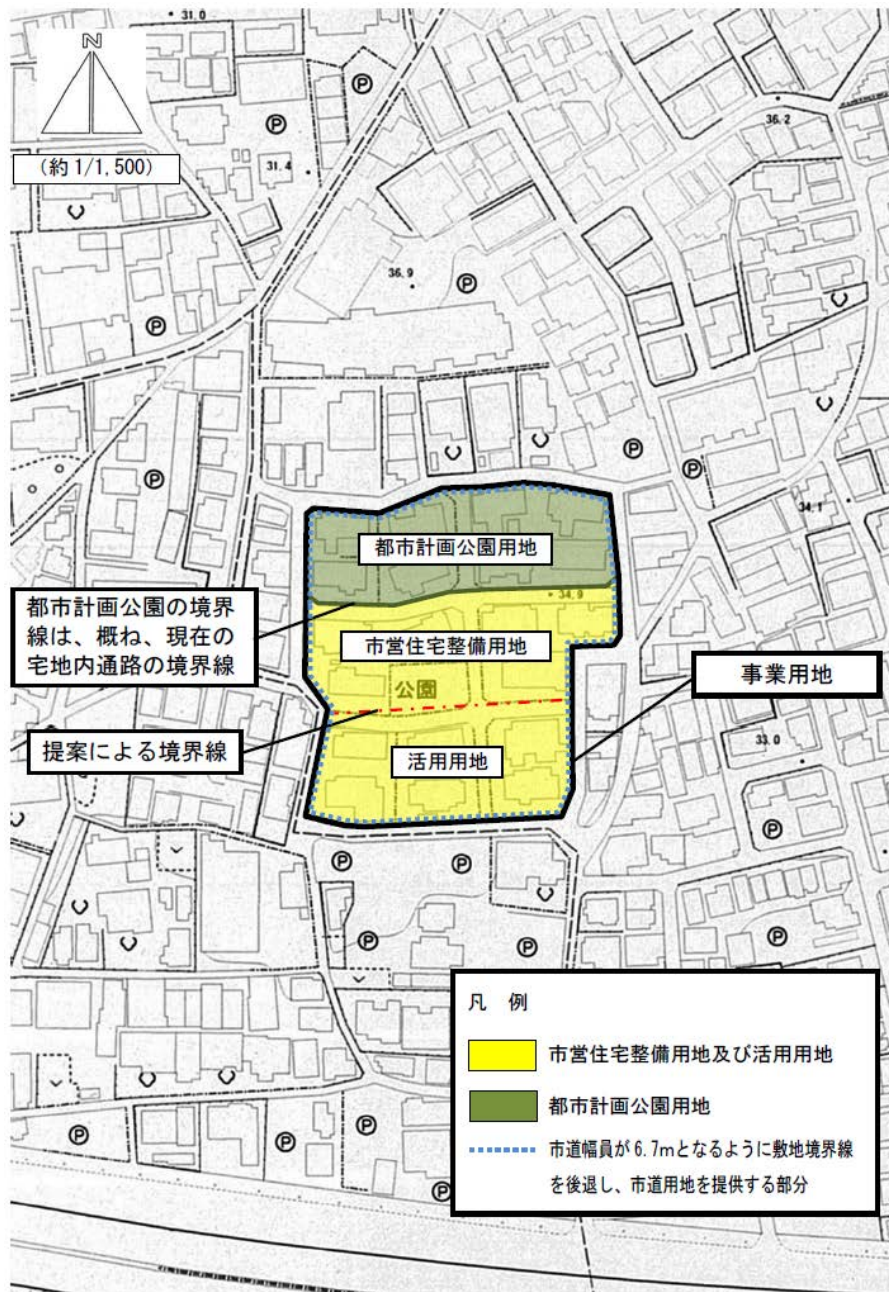 31.0
N
Ⓟ
Ⓟ
36.2
(約 1/1,500)
31.4
36.9
Ⓟ
Ⓟ
Ⓟ
Ⓟ
Ⓟ
34.1
都市計画公園用地
34.9
都市計画公園の境界
線は、概ね、現在の
宅地内通路の境界線
市営住宅整備用地
事業用地
公園
提案による境界線
活用用地
33.0
Ⓟ
Ⓟ
Ⓟ
Ⓟ
Ⓟ
Ⓟ
凡 例
市営住宅整備用地及び活用用地
都市計画公園用地
Ⓟ
Ⓟ
Ⓟ
市道幅員が 6.7mとなるように敷地境界線
を後退し、市道用地を提供する部分
Ⓟ